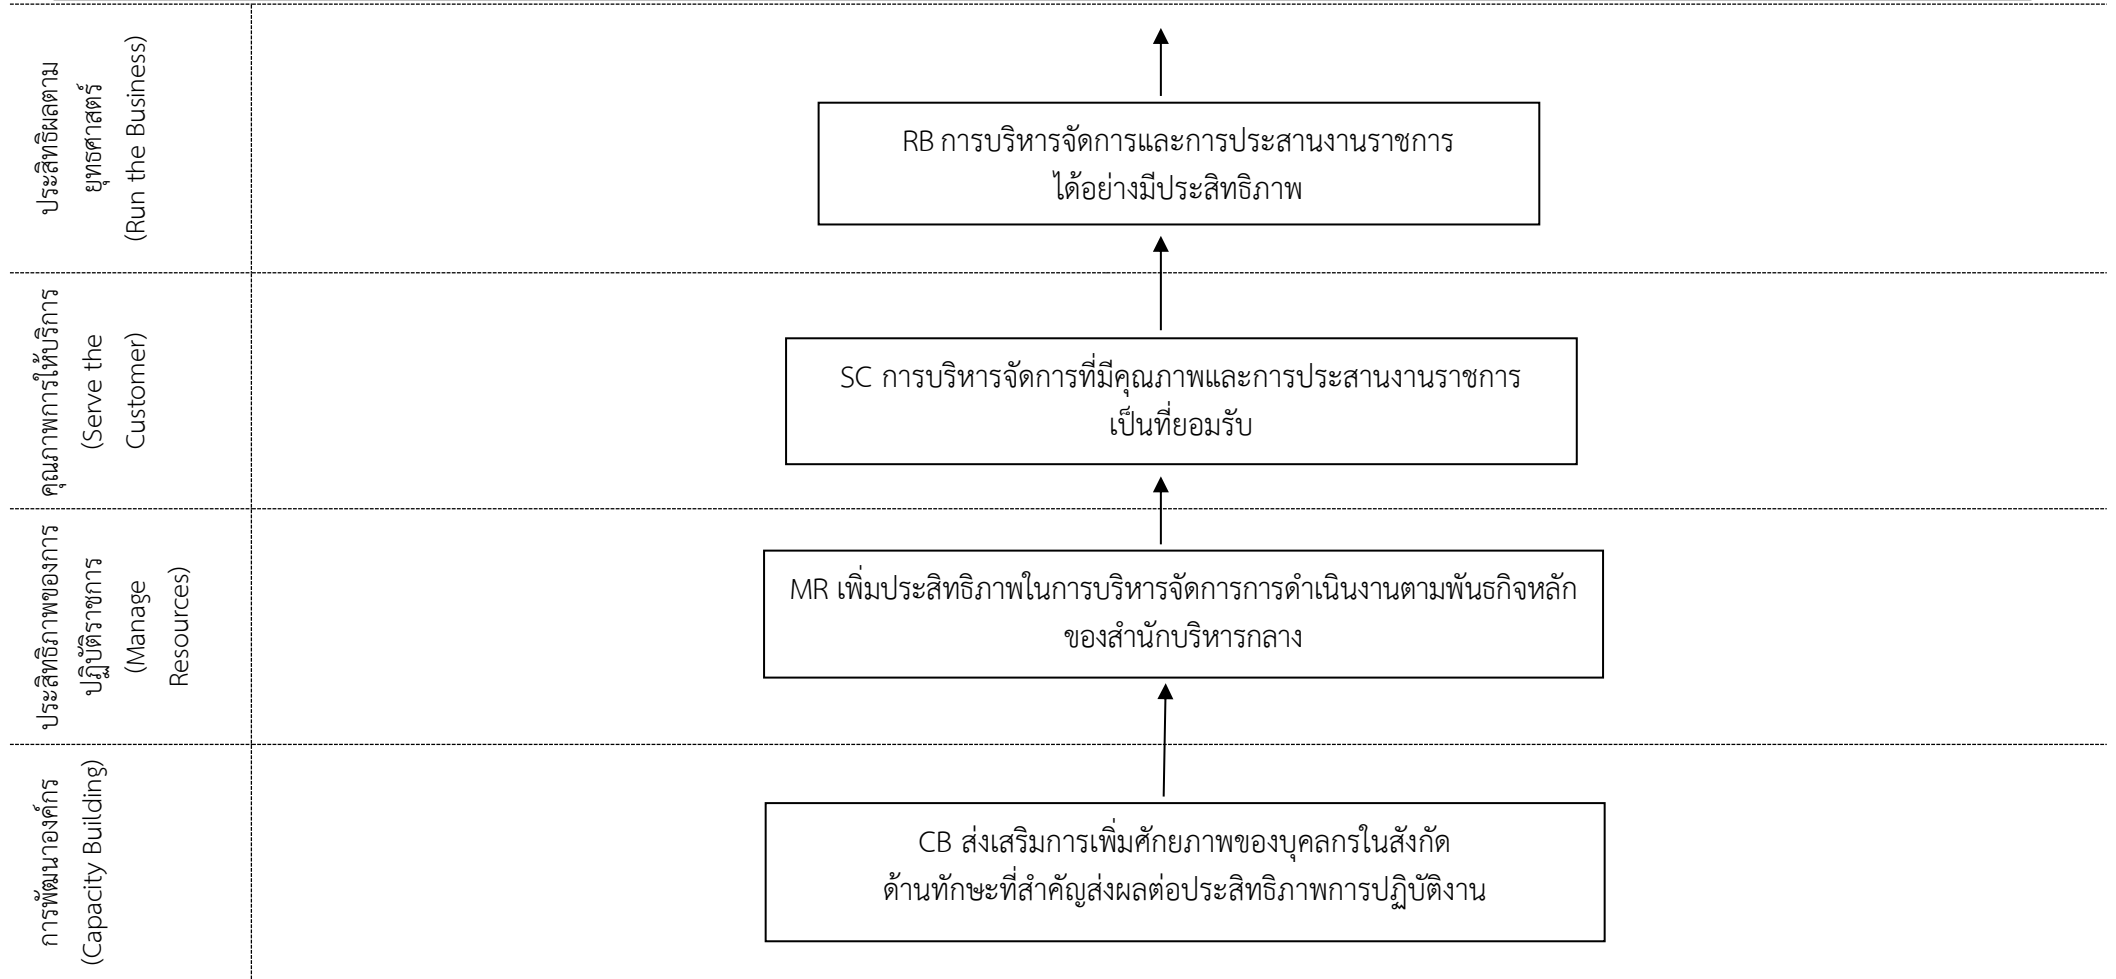 ประสิทธิผลตาม
ยุทธศาสตร์
(Run the Business)
RB การบริหารจัดการและการประสานงานราชการ
ได้อย่างมีประสิทธิภาพ
คุณภาพการให้บริการ
(Serve the
Customer)
SC การบริหารจัดการที่มีคุณภาพและการประสานงานราชการ
เป็นที่ยอมรับ
ประสิทธิภาพของการ
ปฏิบัติราชการ
(Manage
Resources)
MR เพิ่มประสิทธิภาพในการบริหารจัดการการดำเนินงานตามพันธกิจหลัก
ของสำนักบริหารกลาง
การพัฒนาองค์กร
(Capacity Building)
CB ส่งเสริมการเพิ่มศักยภาพของบุคลากรในสังกัด
ด้านทักษะที่สำคัญส่งผลต่อประสิทธิภาพการปฏิบัติงาน